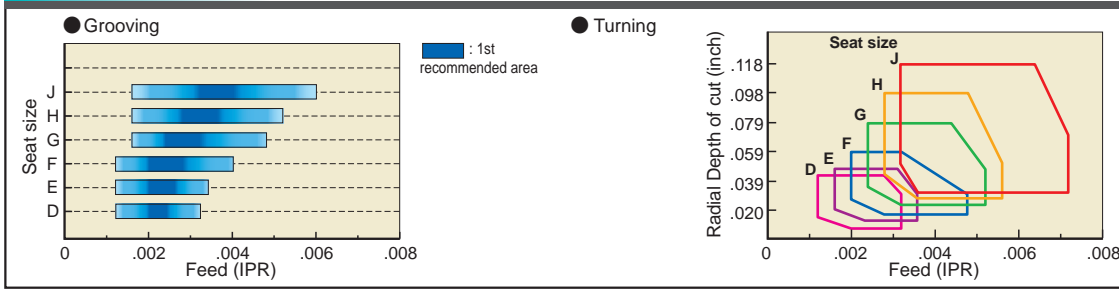 ● Grooving
: 1st
recommended area
Seat size
J
H
G
F
E
D
0 .002 .004 .006 .008
Feed (IPR)
● Turning
Radial Depth of cut (inch)
Seat size
.118
.098
.079
.059
.039
.020
J
H
G
F
E
D
0 .002 .004 .006 .008
Feed (IPR)